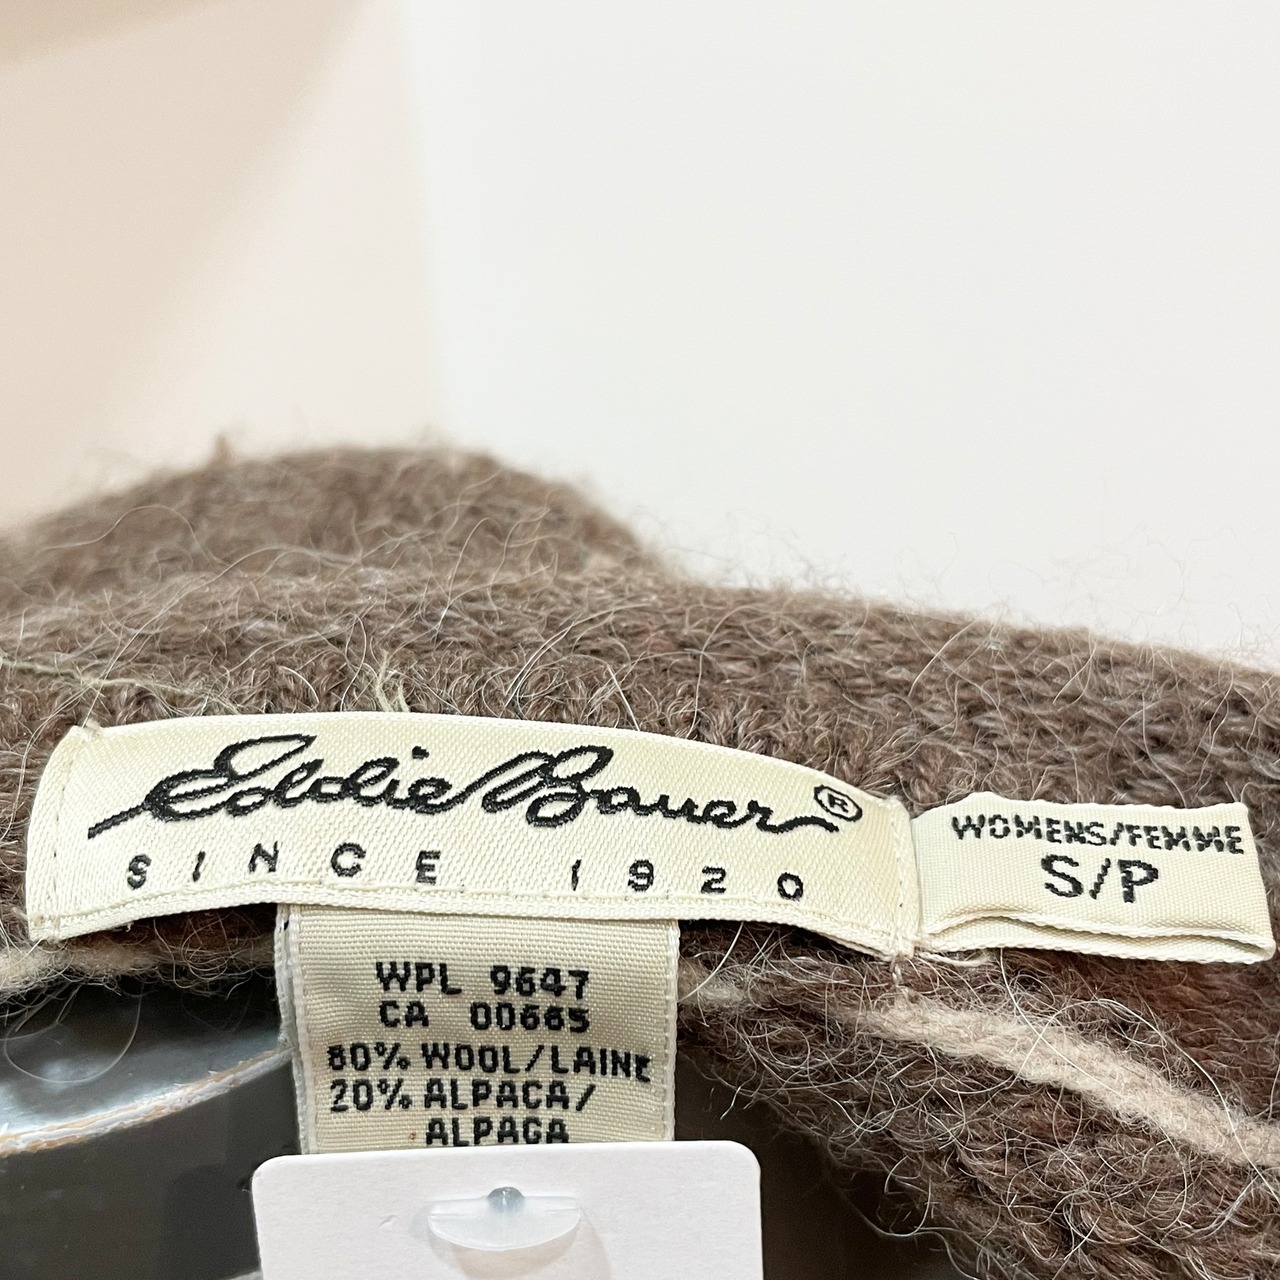 Eddie Bauer®
SINCE 1920
WOMENS/FEMME
S/P
WPL 9647
CA 00665
80% WOOL/LAINE
20% ALPACA/
ALPAGA